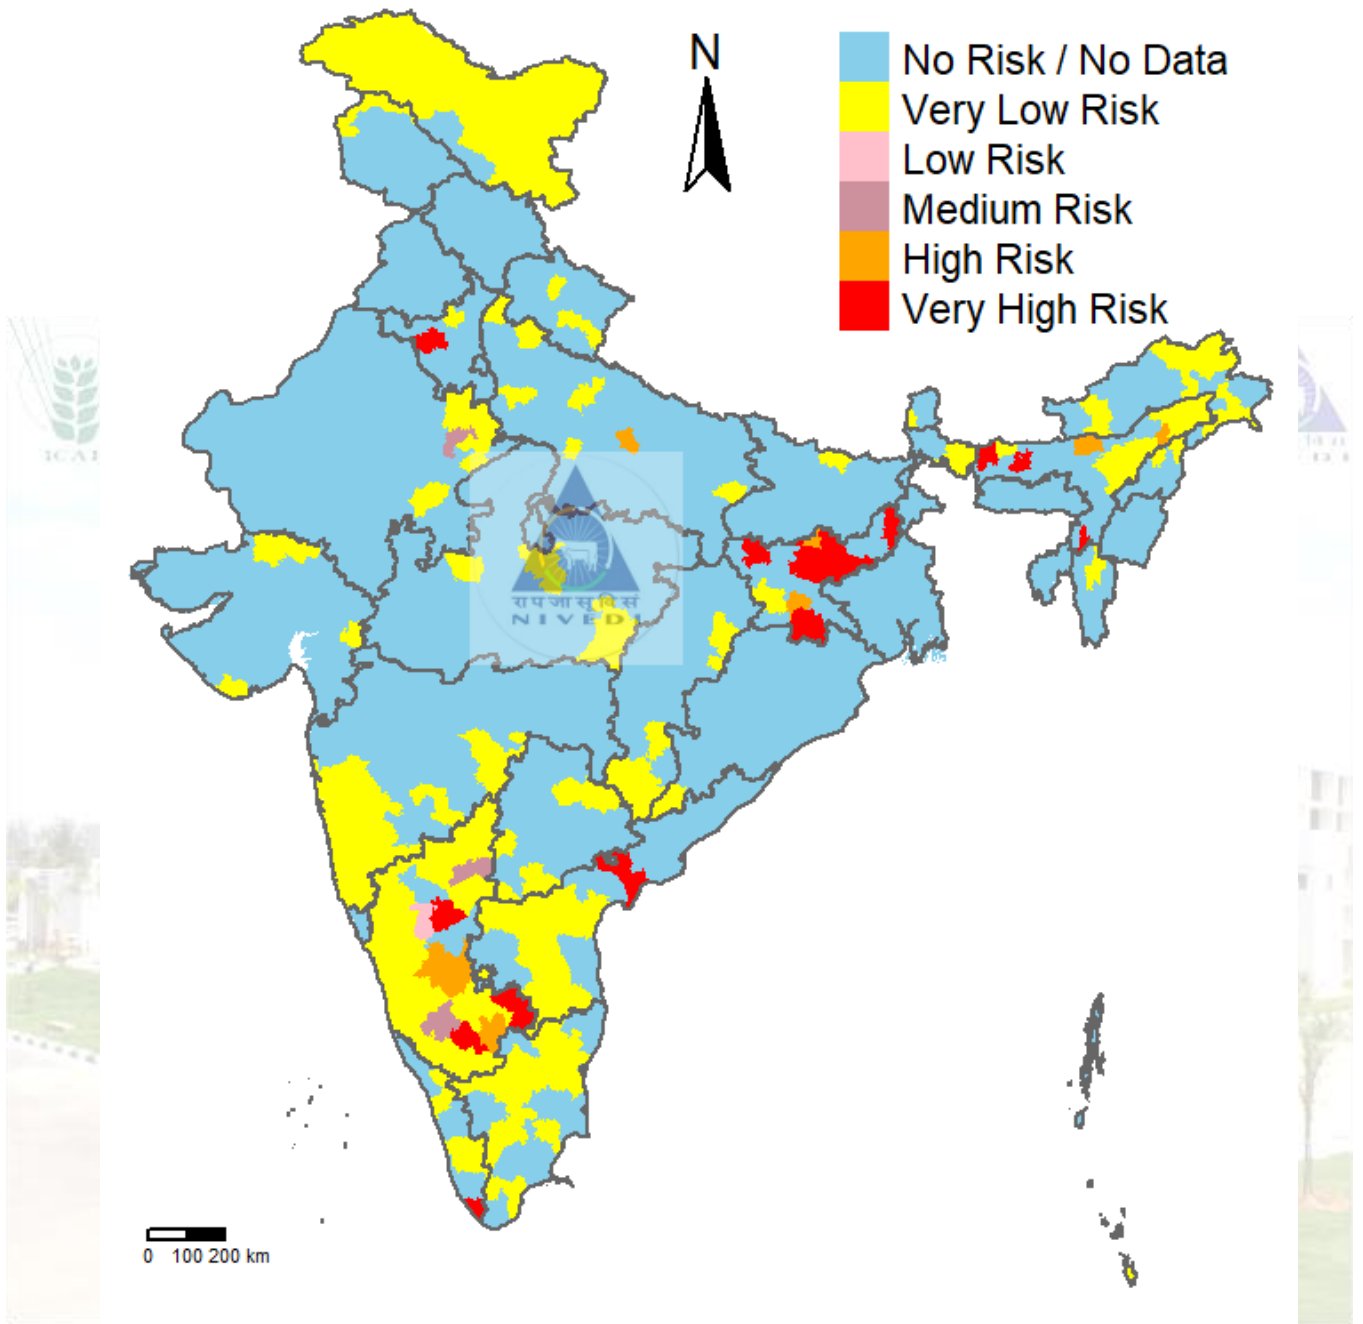 N
No Risk / No Data
Very Low Risk
Low Risk
Medium Risk
High Risk
Very High Risk
NIVEDI
0 100 200 km